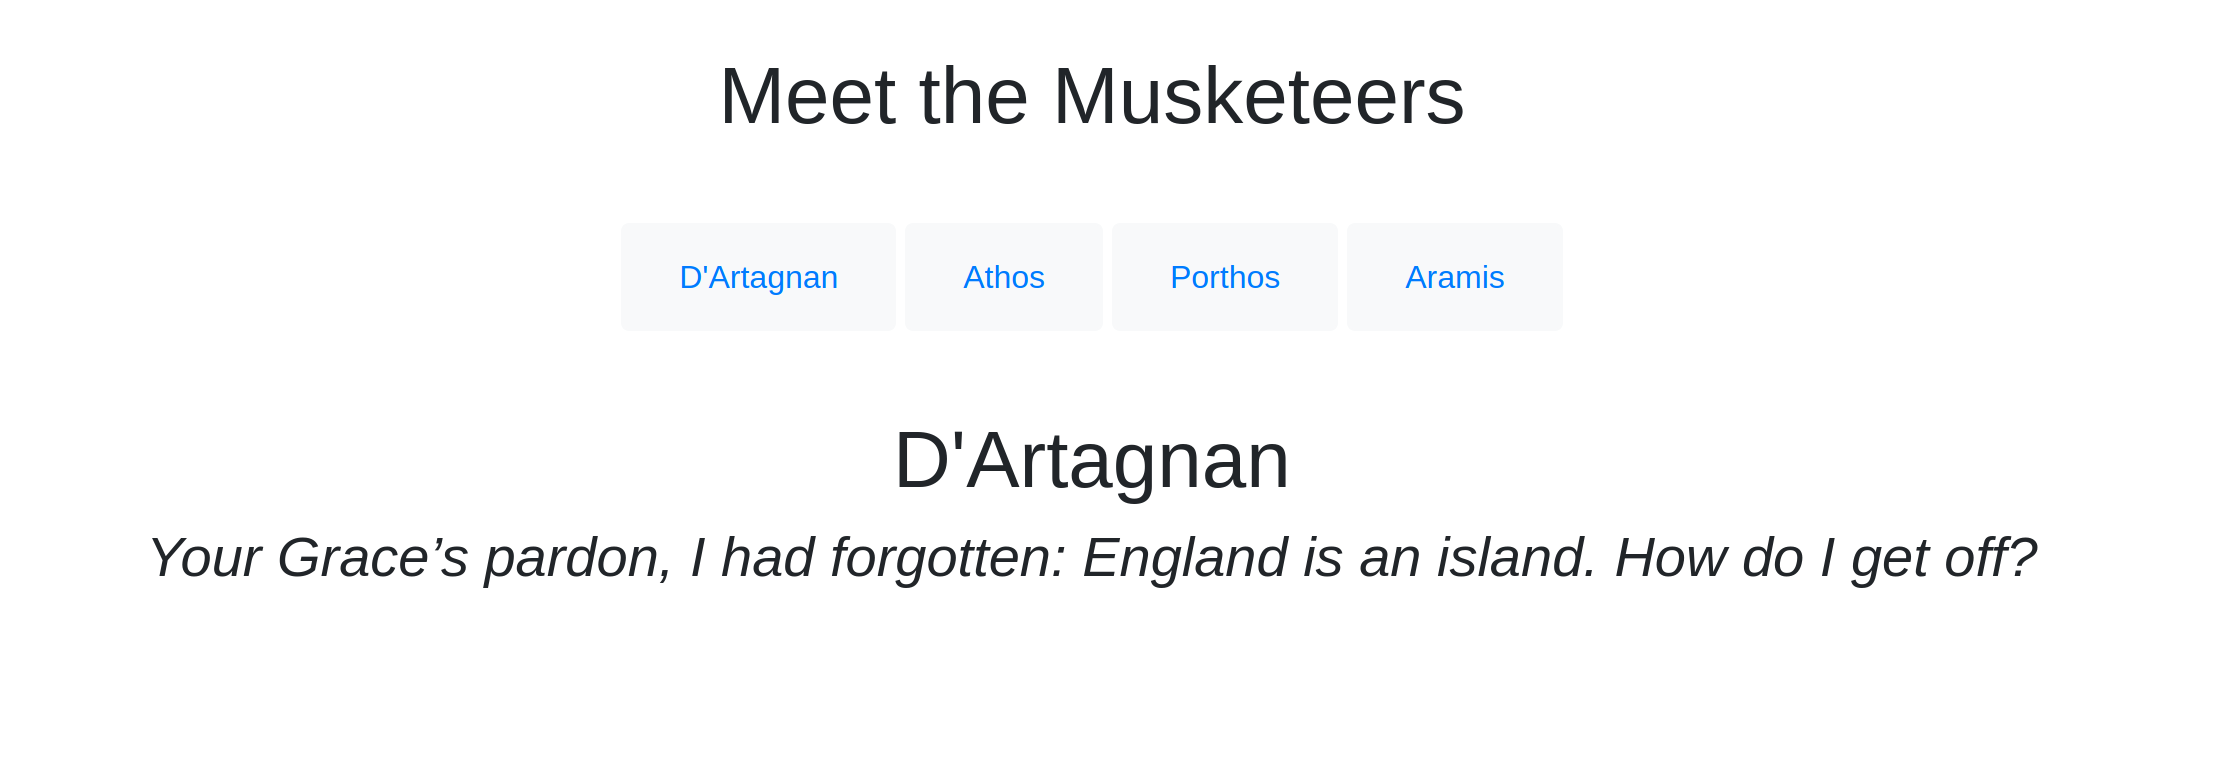 Meet the Musketeers
D'Artagnan Athos Porthos Aramis
D'Artagnan
Your Grace’s pardon, I had forgotten: England is an island. How do I get off?